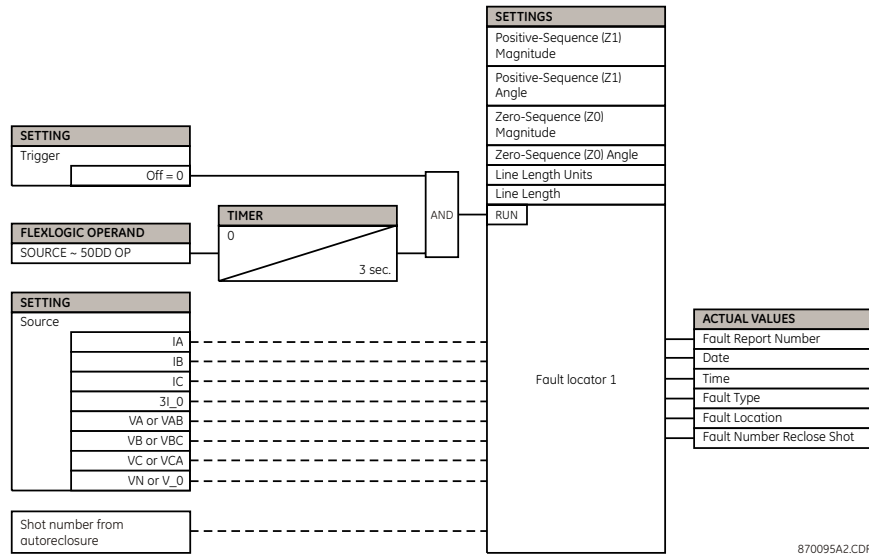 SETTINGS
Positive-Sequence (Z1)
Magnitude
Positive-Sequence (Z1)
Angle
Zero-Sequence (Z0)
Magnitude
Zero-Sequence (Z0) Angle
Line Length Units
Line Length
RUN
SETTING
Trigger
Off = 0
AND
FLEXLOGIC OPERAND
SOURCE ~ 50DD OP
TIMER
0
3 sec.
SETTING
Source
IA
IB
IC
3I_0
VA or VAB
VB or VBC
VC or VCA
VN or V_0
Shot number from
autoreclosure
Fault locator 1
ACTUAL VALUES
Fault Report Number
Date
Time
Fault Type
Fault Location
Fault Number Reclose Shot
870095A2.CDR